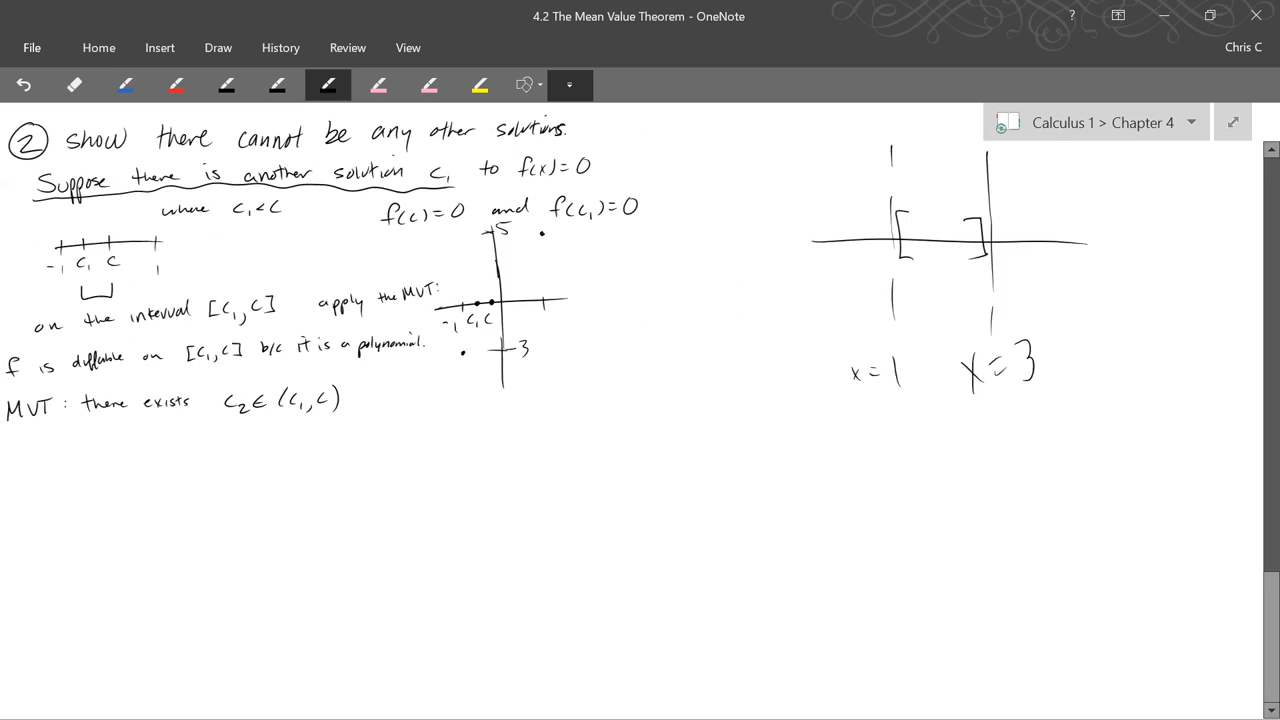 4.2 The Mean Value Theorem - OneNote
File Home Insert Draw History Review View
Chris C
Calculus 1 > Chapter 4
② show there cannot be any other solutions.
Suppose there is another solution c₁ to f(x)=0
where c₁<c f(c)=0 and f(c₁)=0
-1 c₁ c 1
5
-1 c₁ c
-3
on the interval [c₁,c] apply the MVT:
f is diffable on [c₁,c] b/c it is a polynomial.
MVT: there exists c₂∈(c₁,c)
x=1 x=3